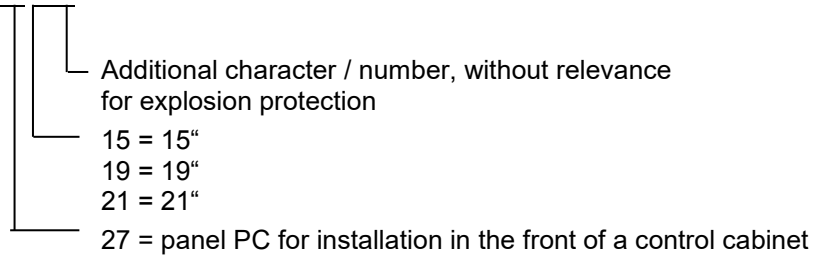 Additional character / number, without relevance
for explosion protection
15 = 15“
19 = 19“
21 = 21“
27 = panel PC for installation in the front of a control cabinet